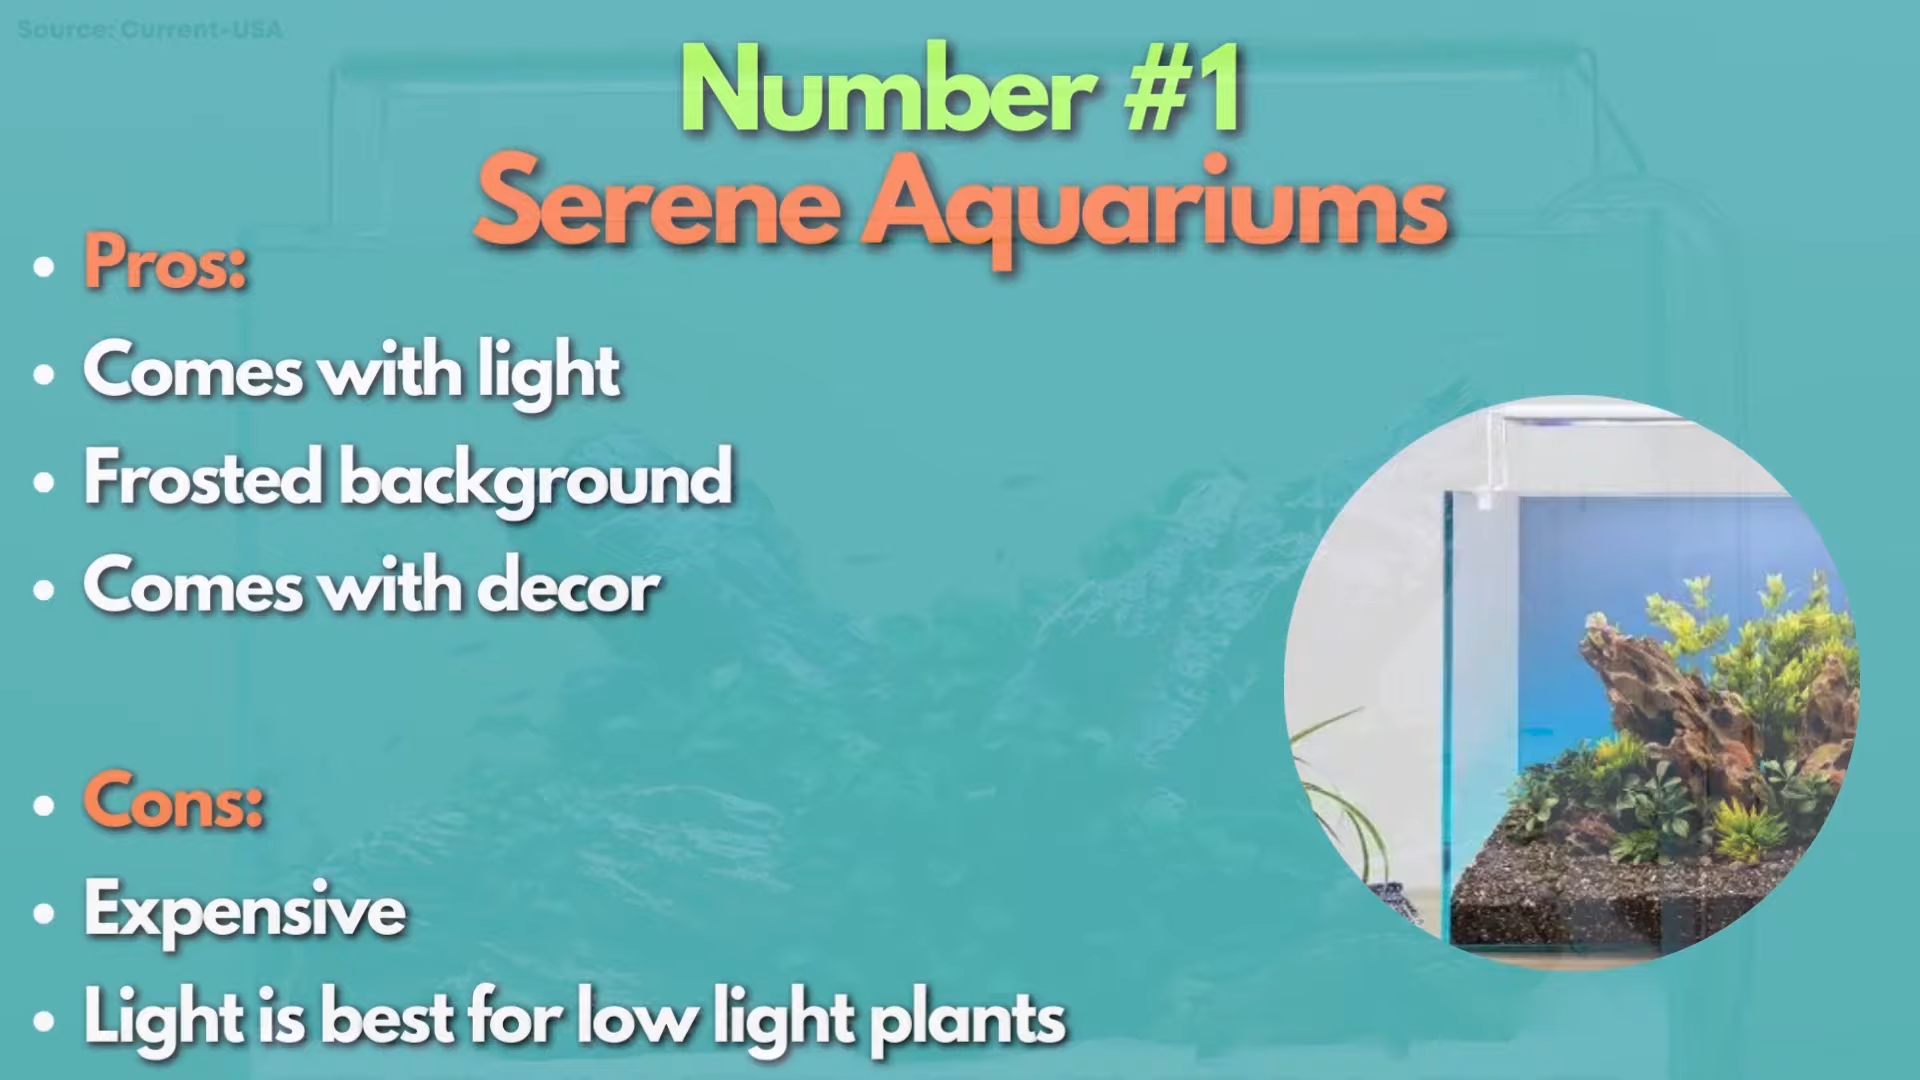 Source: Current-USA
Number #1
Serene Aquariums
• Pros:
• Comes with light
• Frosted background
• Comes with decor
• Cons:
• Expensive
• Light is best for low light plants